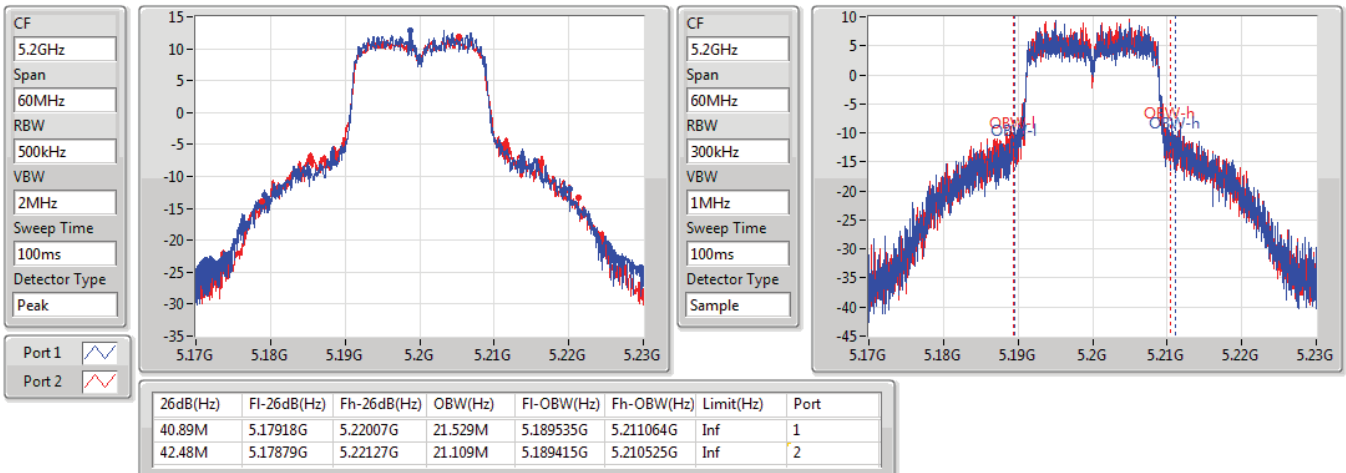 CF
5.2GHz
Span
60MHz
RBW
500kHz
VBW
2MHz
Sweep Time
100ms
Detector Type
Peak
Port 1
Port 2
15
10
5
0
-5
-10
-15
-20
-25
-30
-35
5.17G 5.18G 5.19G 5.2G 5.21G 5.22G 5.23G
CF
5.2GHz
Span
60MHz
RBW
300kHz
VBW
1MHz
Sweep Time
100ms
Detector Type
Sample
10
5
0
-5
-10
-15
-20
-25
-30
-35
-40
-45
OBW-l
OBW-l
OBW-h
OBW-h
5.17G 5.18G 5.19G 5.2G 5.21G 5.22G 5.23G
26dB(Hz) Fl-26dB(Hz) Fh-26dB(Hz) OBW(Hz) Fl-OBW(Hz) Fh-OBW(Hz) Limit(Hz) Port
40.89M 5.17918G 5.22007G 21.529M 5.189535G 5.211064G Inf 1
42.48M 5.17879G 5.22127G 21.109M 5.189415G 5.210525G Inf 2